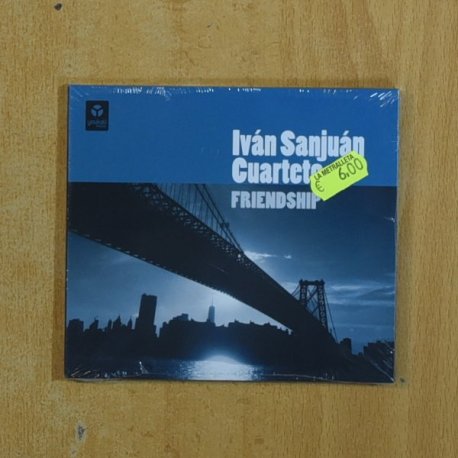 Iván Sanjuán
Cuarteto
FRIENDSHIP
LA METRALLETA
€ 6,00